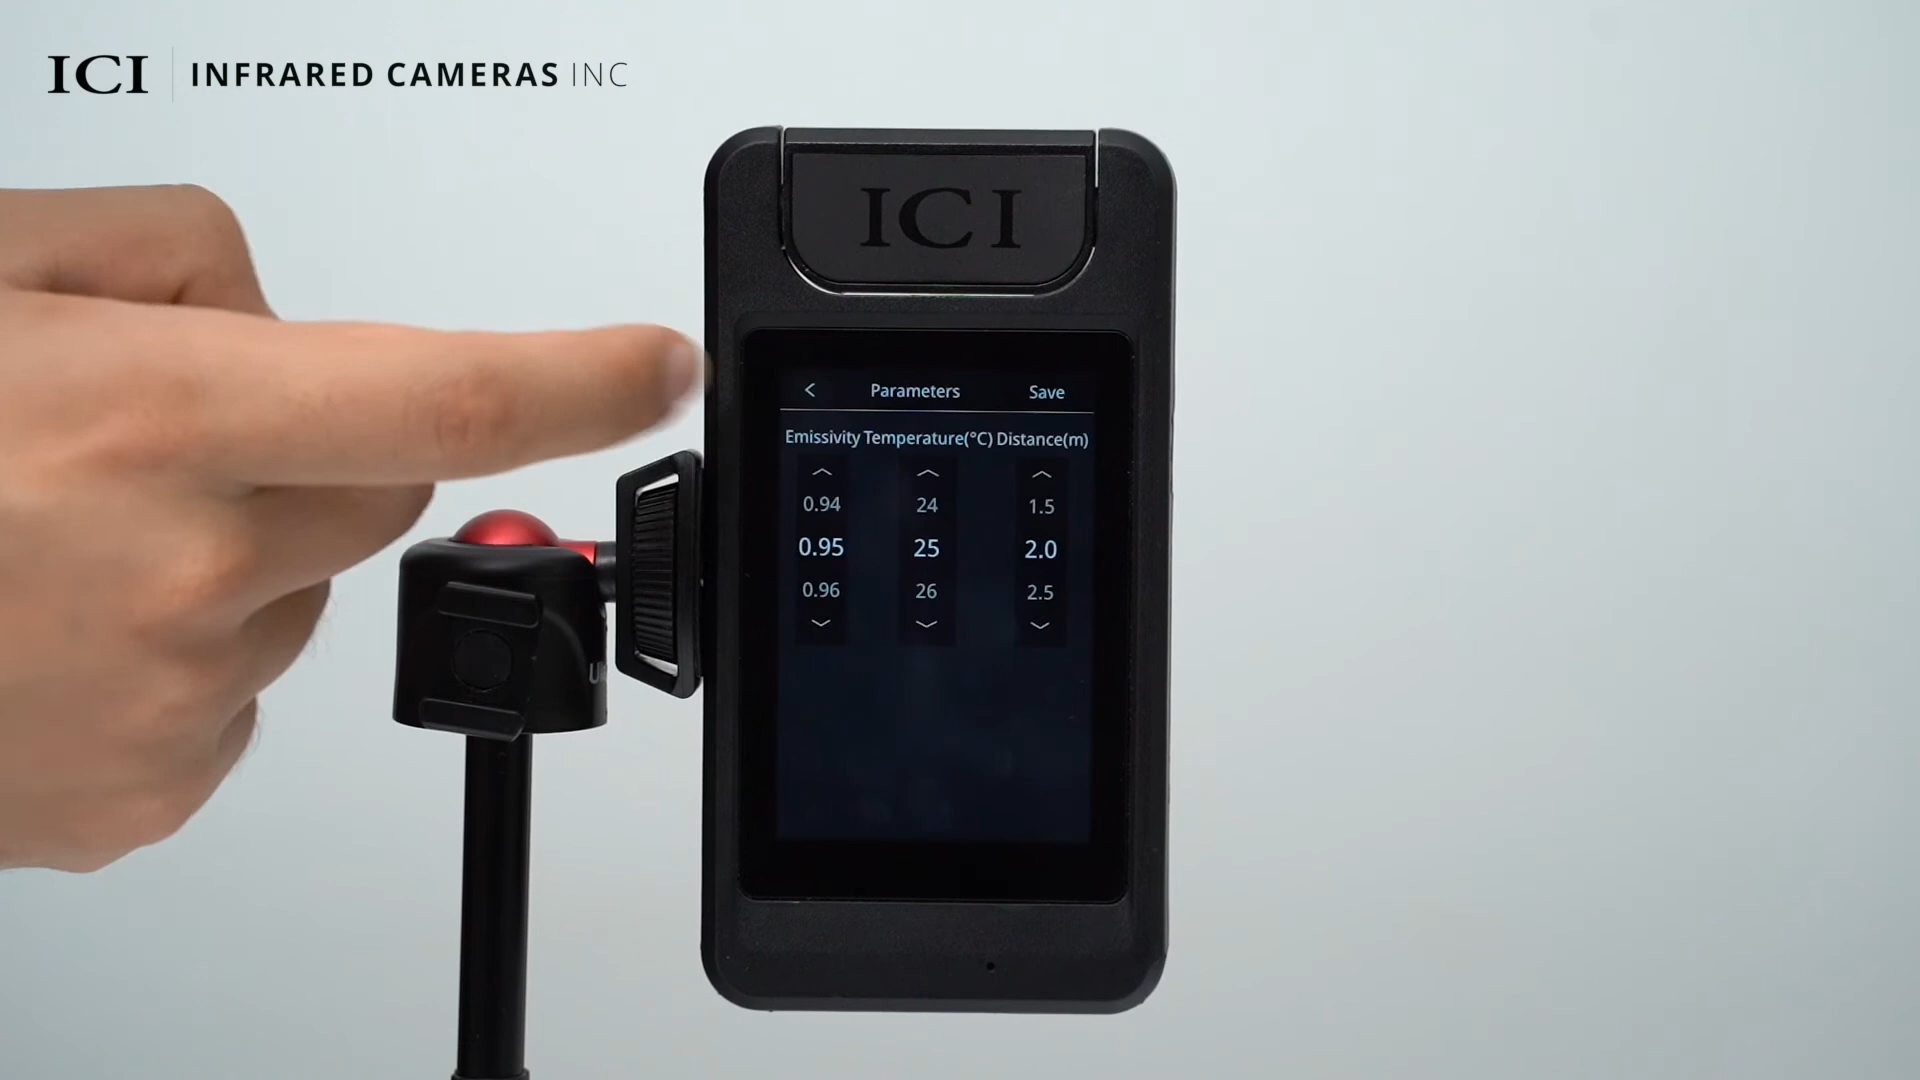 ICI INFRARED CAMERAS INC
ICI
< Parameters Save
Emissivity Temperature(°C) Distance(m)
0.94 24 1.5
0.95 25 2.0
0.96 26 2.5